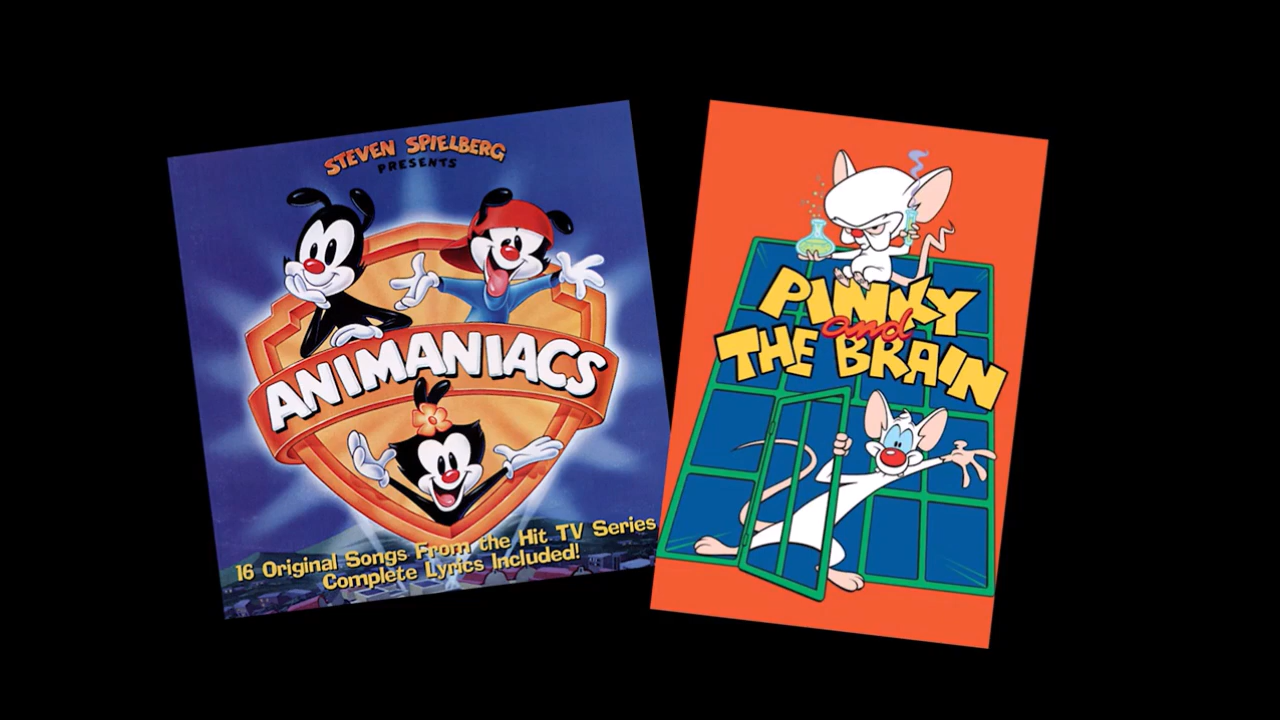 STEVEN SPIELBERG
PRESENTS
ANIMANIACS
16 Original Songs From the Hit TV Series
Complete Lyrics Included!
PINKY
and
THE BRAIN